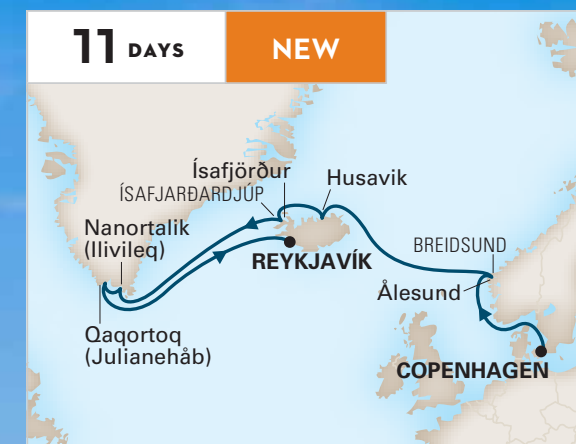 11 DAYS
NEW
Ísafjörður
ÍSAFJARÐARDJÚP
Husavik
Nanortalik
(Ilivileq)
REYKJAVÍK
BREIDSUND
Ålesund
Qaqortoq
(Julianehåb)
COPENHAGEN